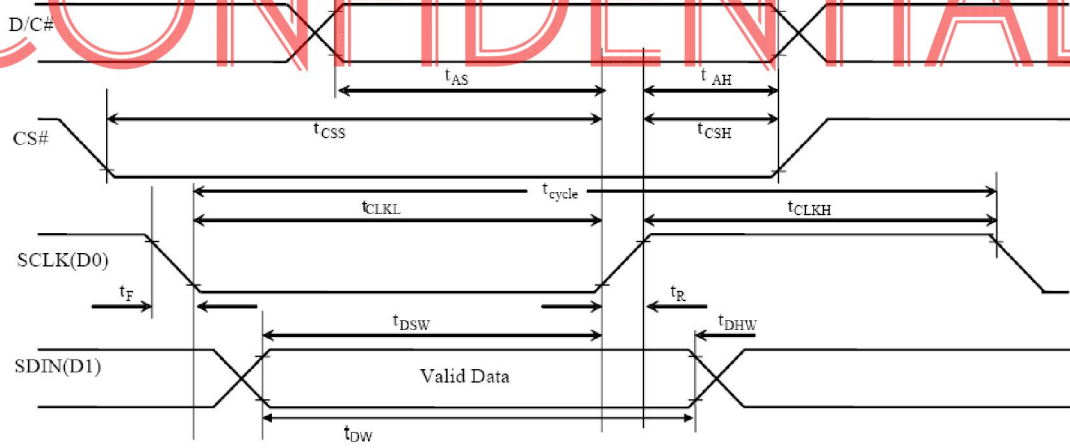 CONFIDENTIAL
D/C#
tAS
tAH
CS#
tCSS
tCSH
tcycle
tCLKL
tCLKH
SCLK(D0)
tF
tR
tDSW
tDHW
SDIN(D1)
Valid Data
tDW